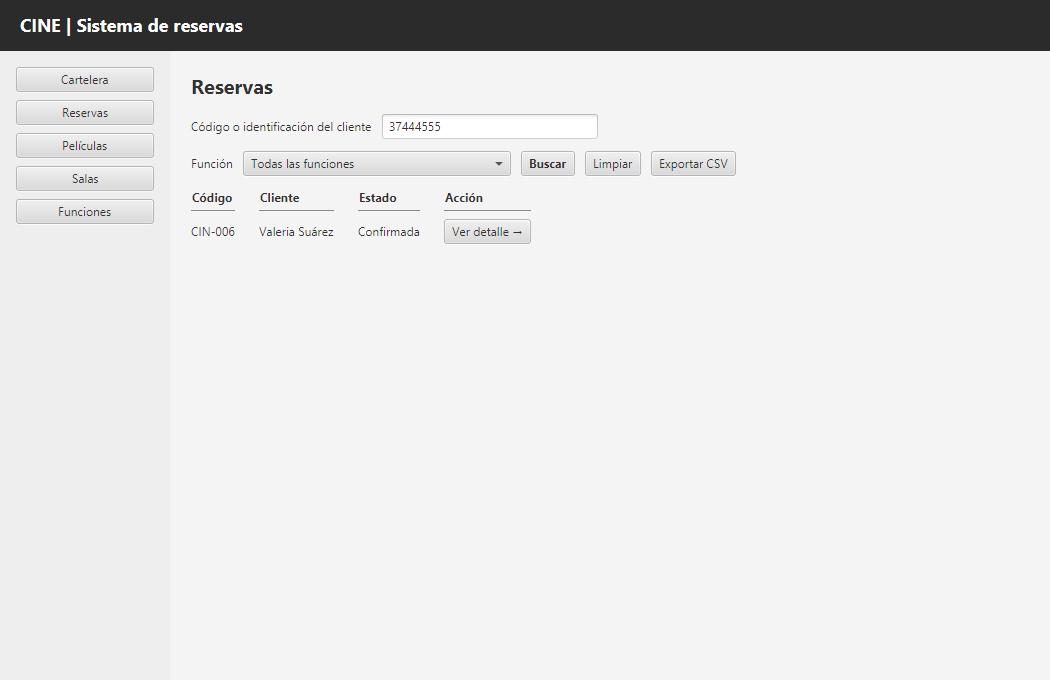 CINE | Sistema de reservas
Cartelera
Reservas
Películas
Salas
Funciones
Reservas
Código o identificación del cliente 37444555
Función Todas las funciones Buscar Limpiar Exportar CSV
Código Cliente Estado Acción
CIN-006 Valeria Suárez Confirmada Ver detalle →